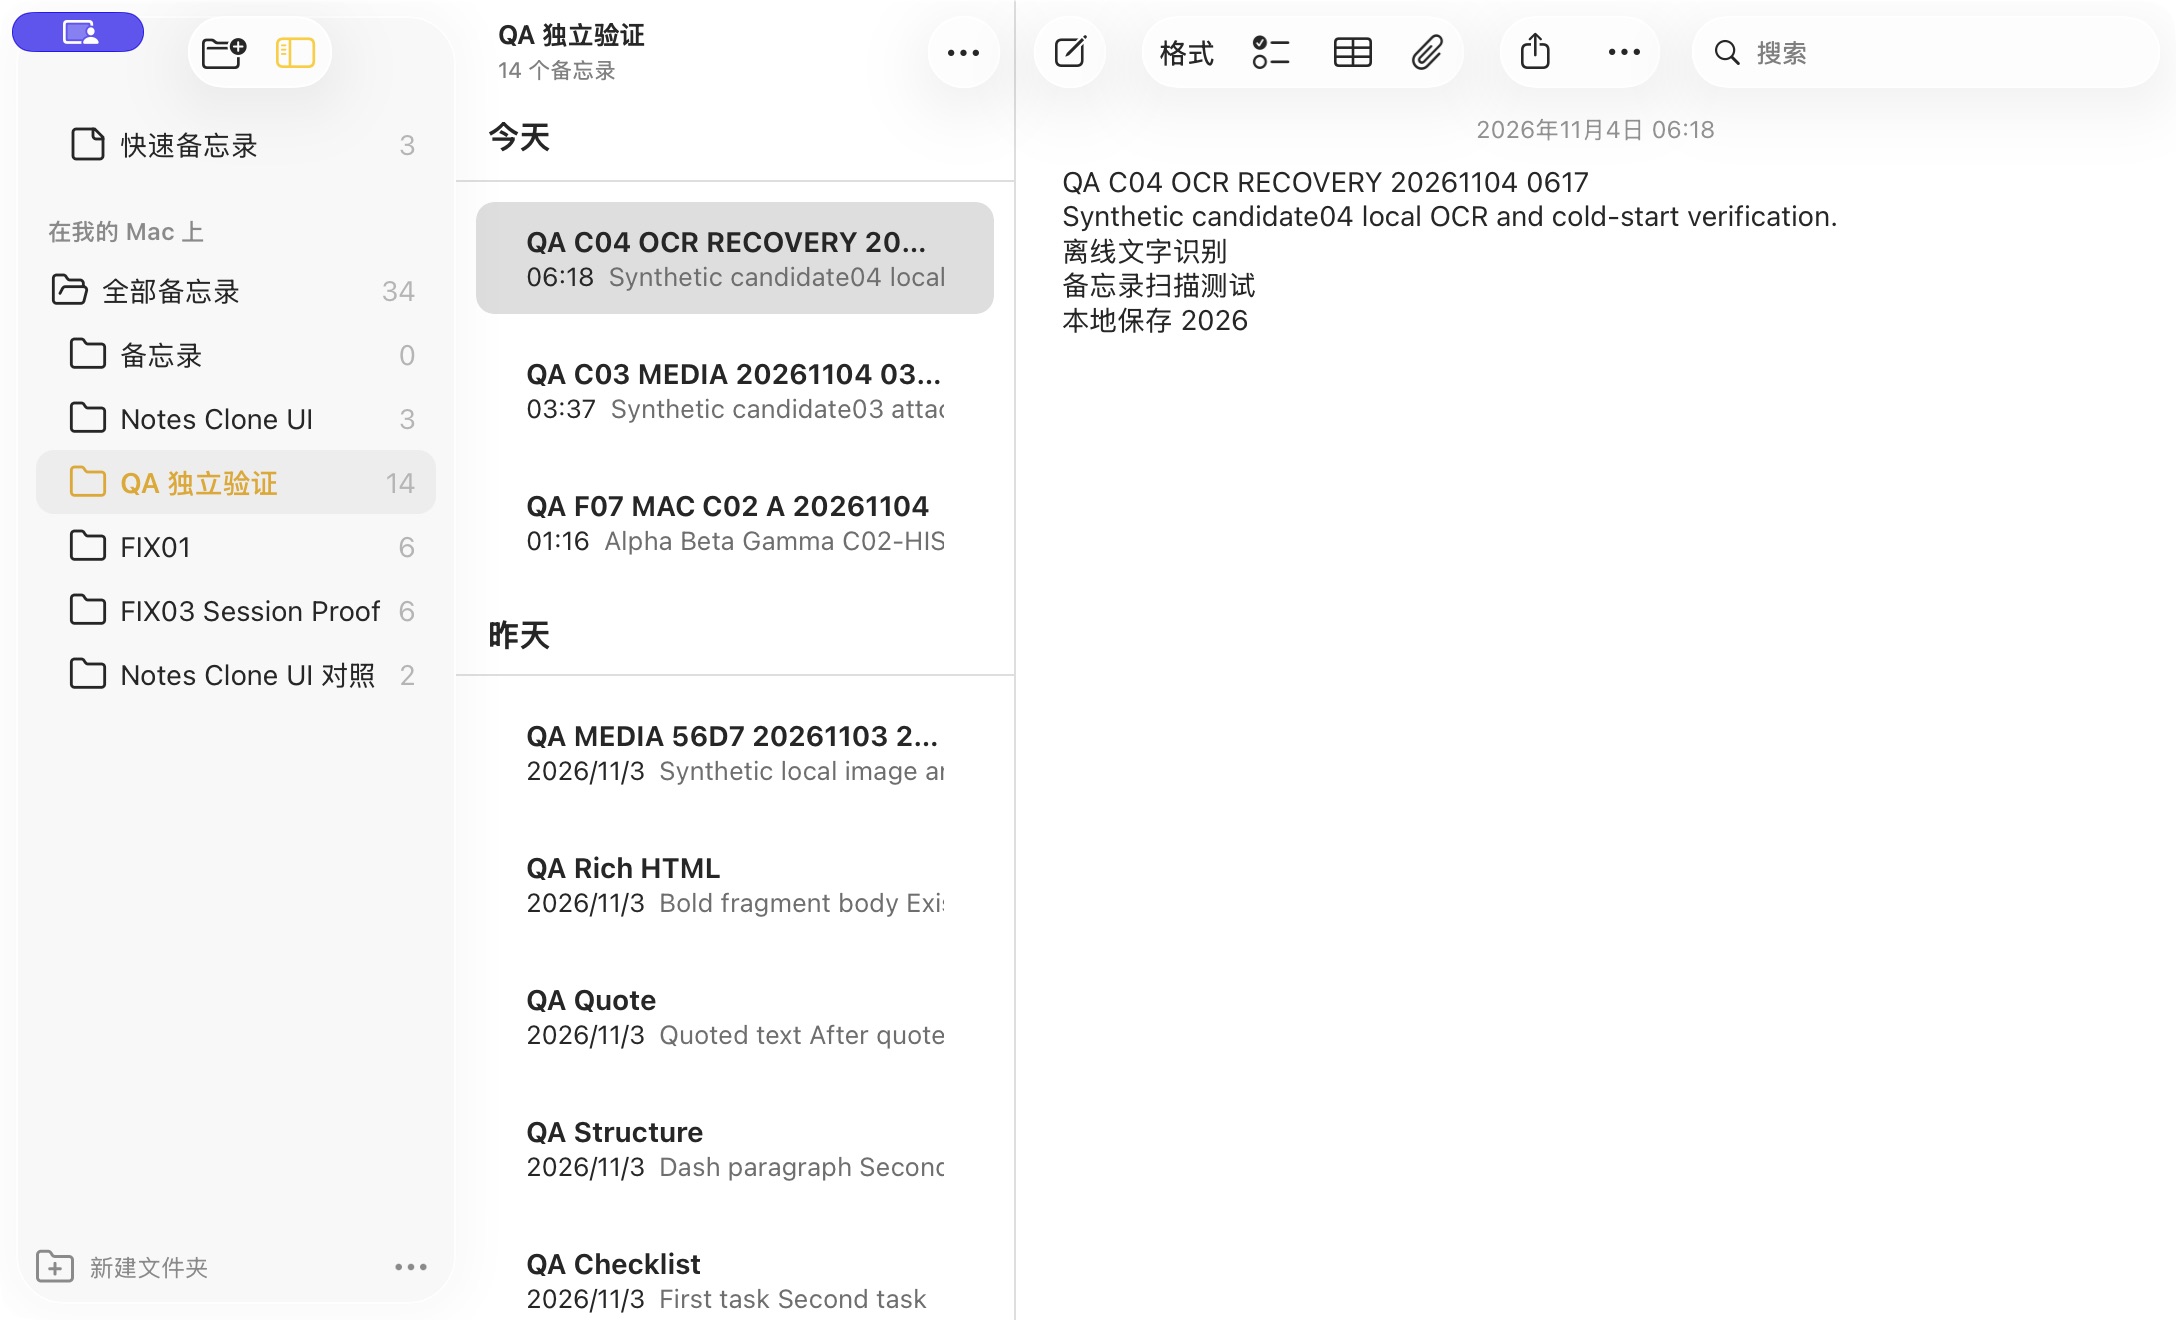 快速备忘录 3
在我的 Mac 上
全部备忘录 34
备忘录 0
Notes Clone UI 3
QA 独立验证 14
FIX01 6
FIX03 Session Proof 6
Notes Clone UI 对照 2
新建文件夹
QA 独立验证
14 个备忘录
今天
QA C04 OCR RECOVERY 20...
06:18 Synthetic candidate04 local
QA C03 MEDIA 20261104 03...
03:37 Synthetic candidate03 attac
QA F07 MAC C02 A 20261104
01:16 Alpha Beta Gamma C02-HIS
昨天
QA MEDIA 56D7 20261103 2...
2026/11/3 Synthetic local image ar
QA Rich HTML
2026/11/3 Bold fragment body Exis
QA Quote
2026/11/3 Quoted text After quote
QA Structure
2026/11/3 Dash paragraph Second
QA Checklist
2026/11/3 First task Second task
格式
搜索
2026年11月4日 06:18
QA C04 OCR RECOVERY 20261104 0617
Synthetic candidate04 local OCR and cold-start verification.
离线文字识别
备忘录扫描测试
本地保存 2026